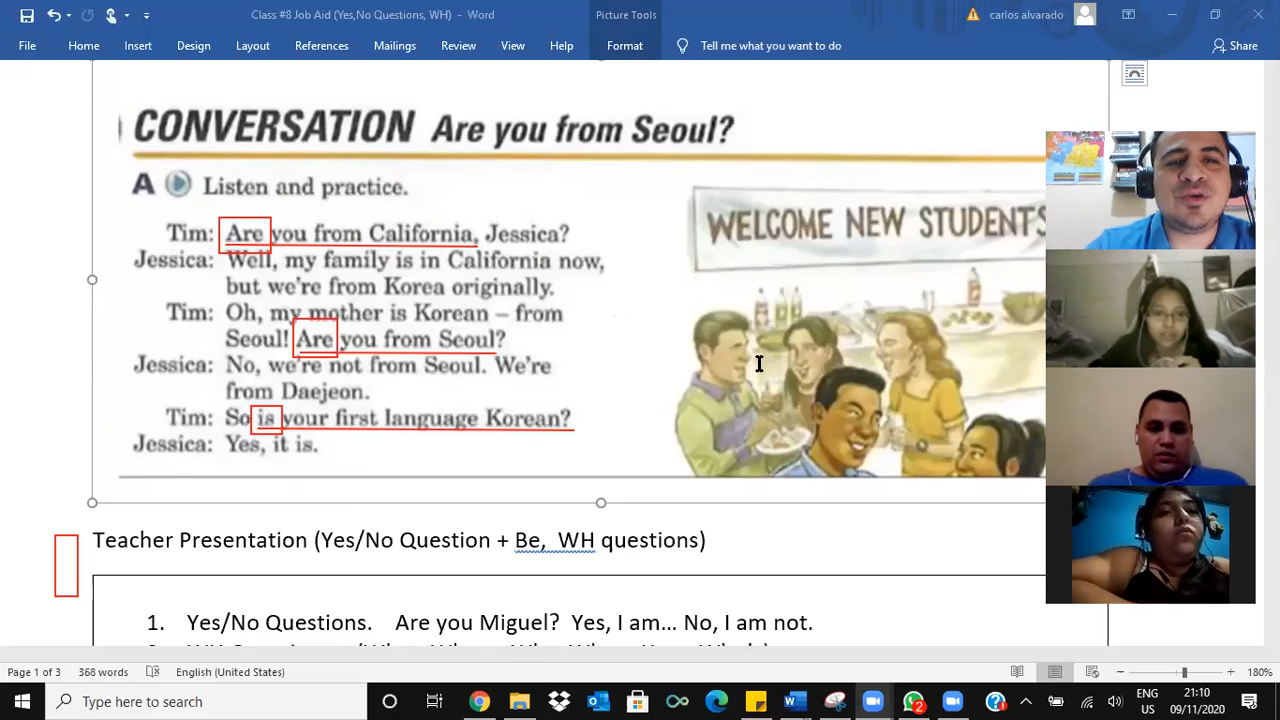 Class #8 Job Aid (Yes,No Questions, WH) - Word
Picture Tools
carlos alvarado
File Home Insert Design Layout References Mailings Review View Help Format Tell me what you want to do Share
CONVERSATION Are you from Seoul?
A Listen and practice.
Tim: Are you from California, Jessica?
Jessica: Well, my family is in California now,
but we're from Korea originally.
Tim: Oh, my mother is Korean – from
Seoul! Are you from Seoul?
Jessica: No, we're not from Seoul. We're
from Daejeon.
Tim: So is your first language Korean?
Jessica: Yes, it is.
WELCOME NEW STUDENTS
Teacher Presentation (Yes/No Question + Be, WH questions)
1. Yes/No Questions. Are you Miguel? Yes, I am… No, I am not.
Page 1 of 3 368 words English (United States) 180%
Type here to search
2
ENG
US
21:10
09/11/2020